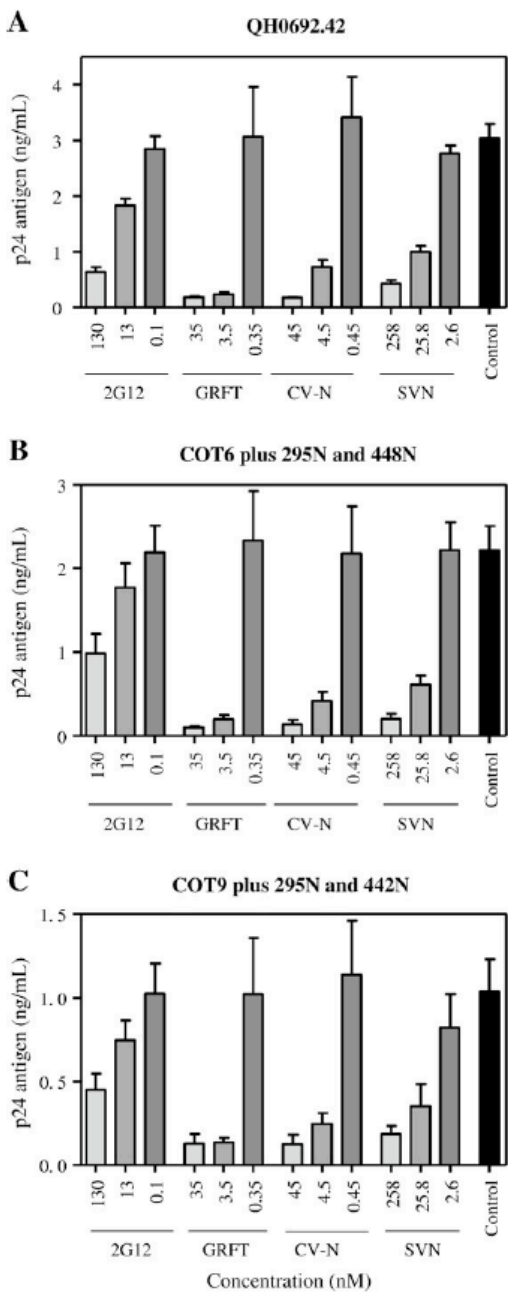 A
QH0692.42
p24 antigen (ng/mL)
4
3
2
1
0
130 13 0.1 35 3.5 0.35 45 4.5 0.45 258 25.8 2.6 Control
2G12 GRFT CV-N SVN
B
COT6 plus 295N and 448N
p24 antigen (ng/mL)
3
2
1
0
130 13 0.1 35 3.5 0.35 45 4.5 0.45 258 25.8 2.6 Control
2G12 GRFT CV-N SVN
C
COT9 plus 295N and 442N
p24 antigen (ng/mL)
1.5
1.0
0.5
0.0
130 13 0.1 35 3.5 0.35 45 4.5 0.45 258 25.8 2.6 Control
2G12 GRFT CV-N SVN
Concentration (nM)